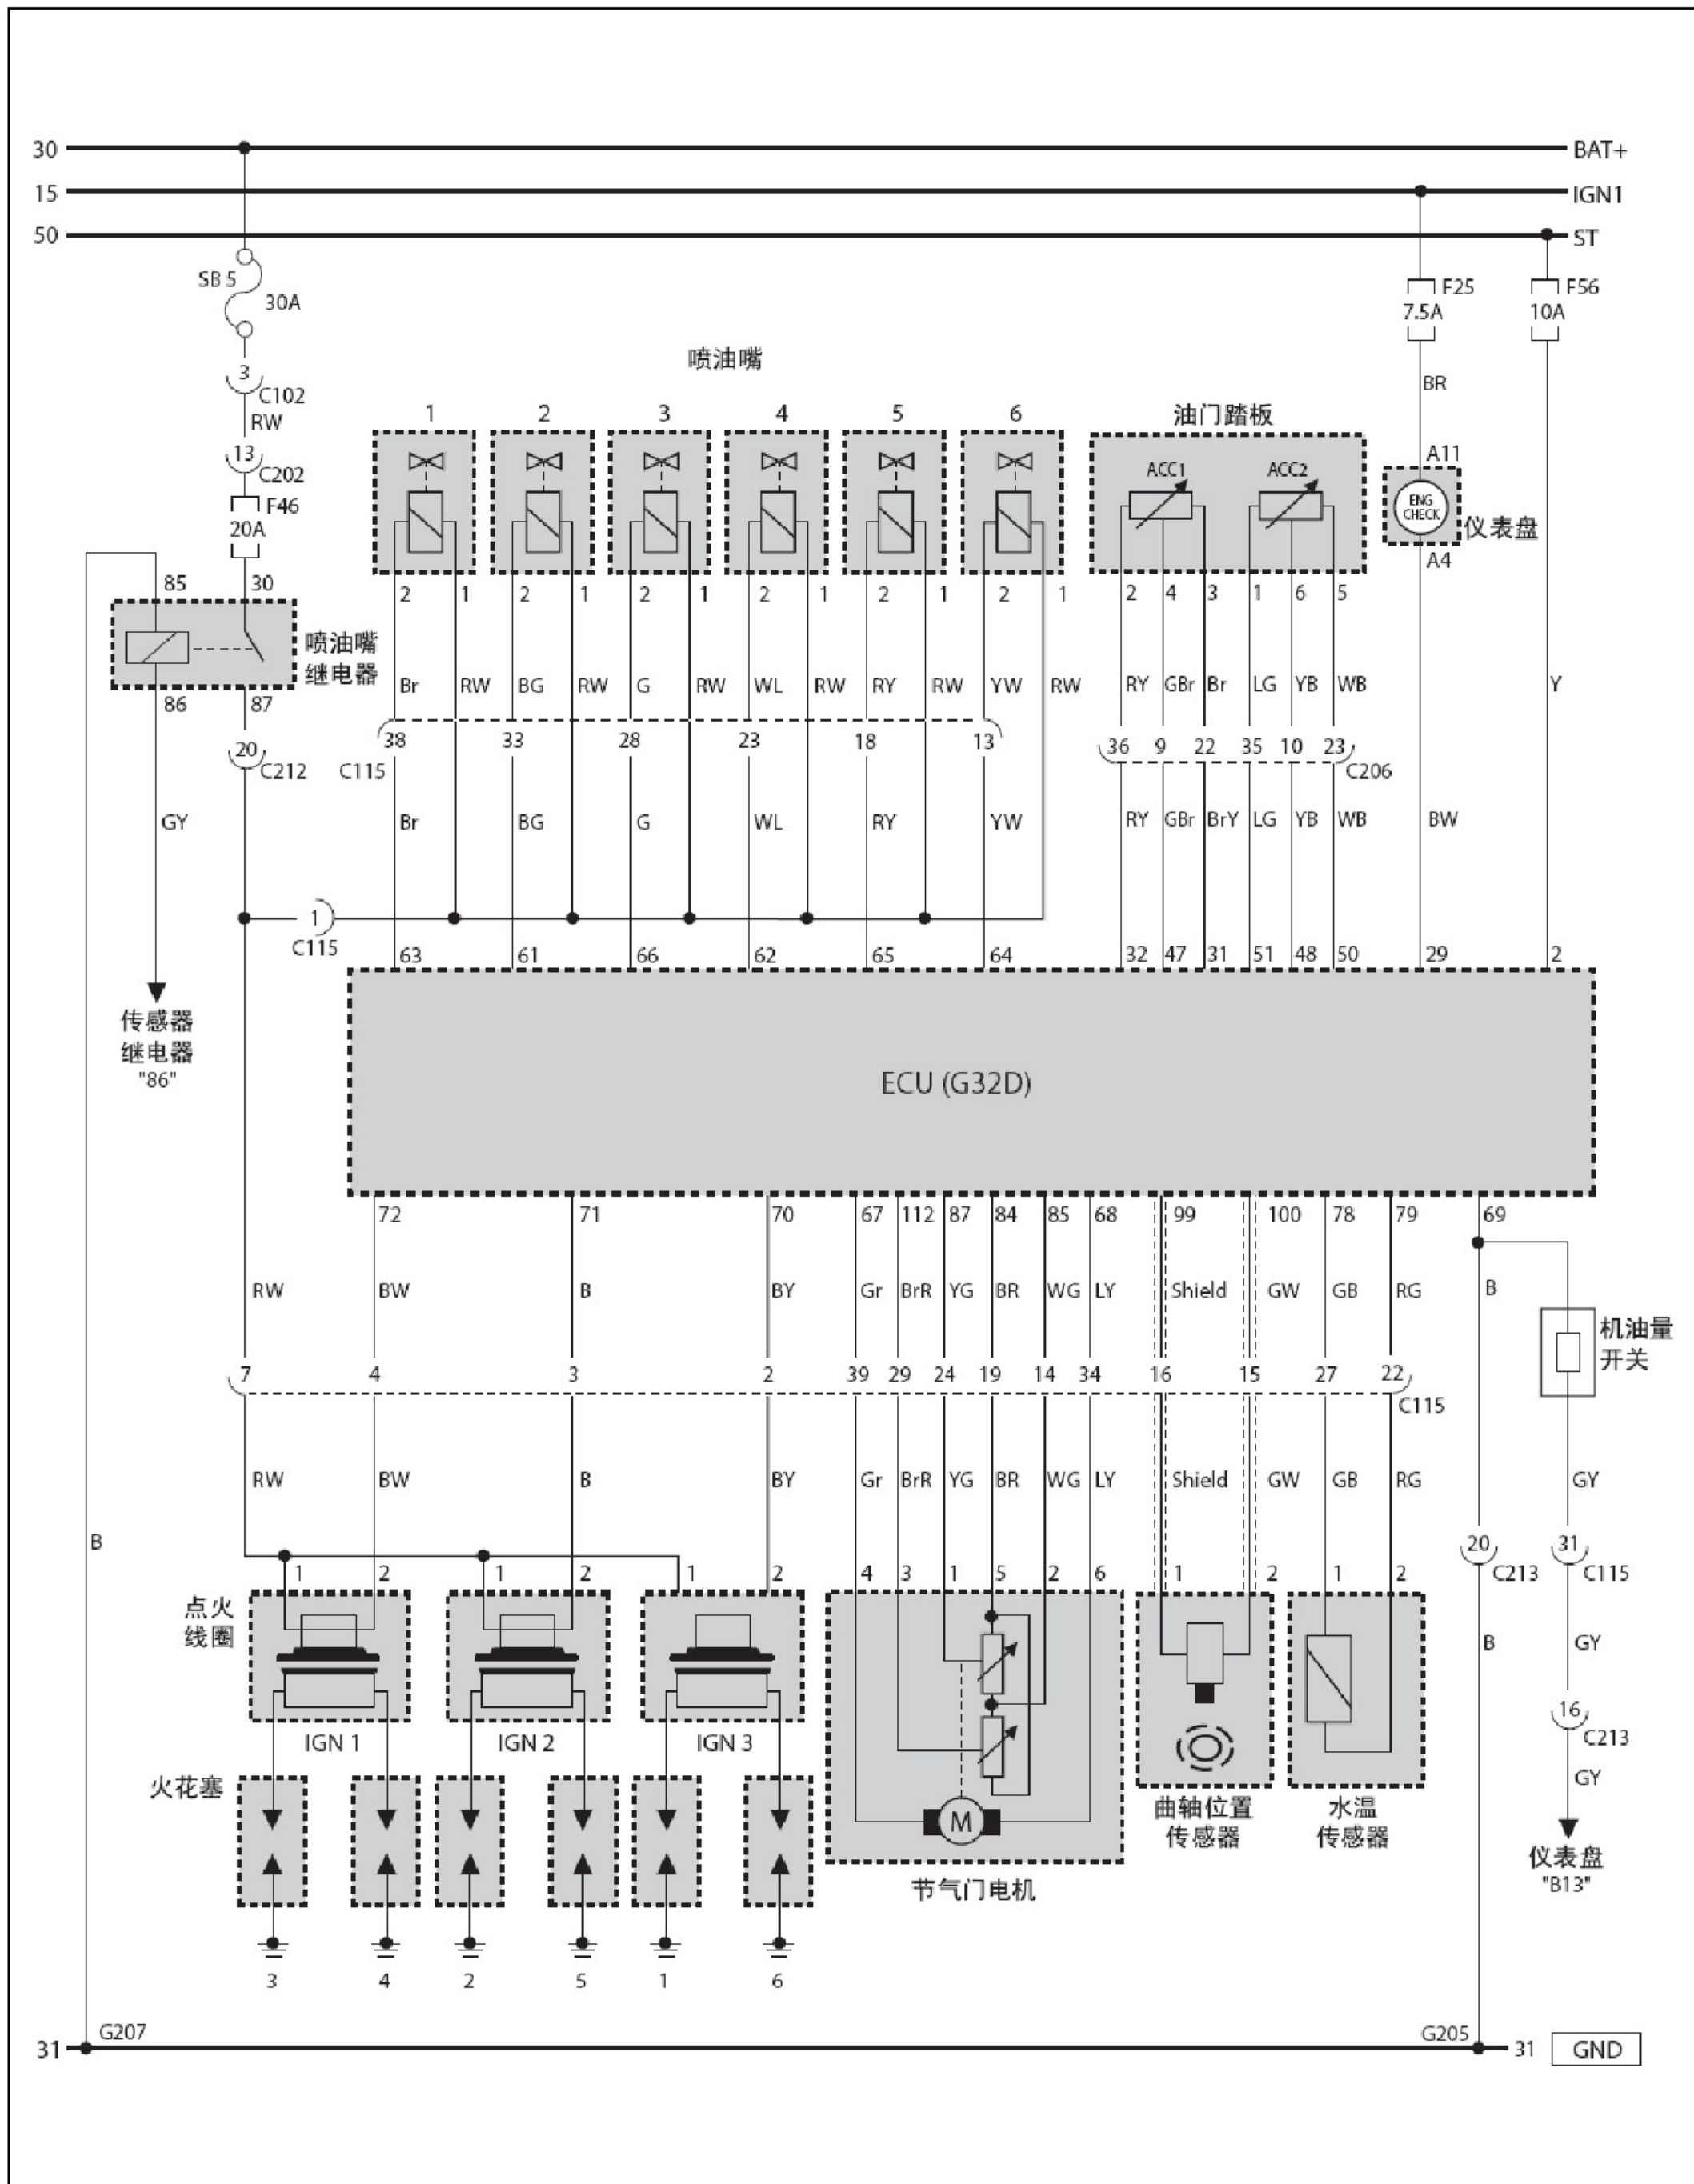 30 BAT+
15 IGN1
50 ST
SB 5 30A
F25 F56
7.5A 10A
喷油嘴
3
C102
RW
BR
1 2 3 4 5 6
油门踏板
13
C202
A11
ACC1 ACC2
F46
20A
ENG
CHECK
仪表盘
A4
85 30
2 1 2 1 2 1 2 1 2 1 2 1 2 4 3 1 6 5
喷油嘴
继电器
Br RW BG RW G RW WL RW RY RW YW RW RY GBr Br LG YB WB Y
86 87
38 33 28 23 18 13 36 9 22 35 10 23
20
C212 C115 C206
GY Br BG G WL RY YW RY GBr BrY LG YB WB BW
1
C115
63 61 66 62 65 64 32 47 31 51 48 50 29 2
传感器
继电器
"86"
ECU (G32D)
72 71 70 67 112 87 84 85 68 99 100 78 79 69
RW BW B BY Gr BrR YG BR WG LY Shield GW GB RG B
机油量
开关
7 4 3 2 39 29 24 19 14 34 16 15 27 22
C115
RW BW B BY Gr BrR YG BR WG LY Shield GW GB RG GY
B
20 31
C213 C115
1 2 1 2 1 2 4 3 1 5 2 6 1 2 1 2
点火
线圈
B GY
16
C213
IGN 1 IGN 2 IGN 3
GY
火花塞
M
曲轴位置
传感器
水温
传感器
仪表盘
"B13"
节气门电机
3 4 2 5 1 6
31 G207 G205 31 GND